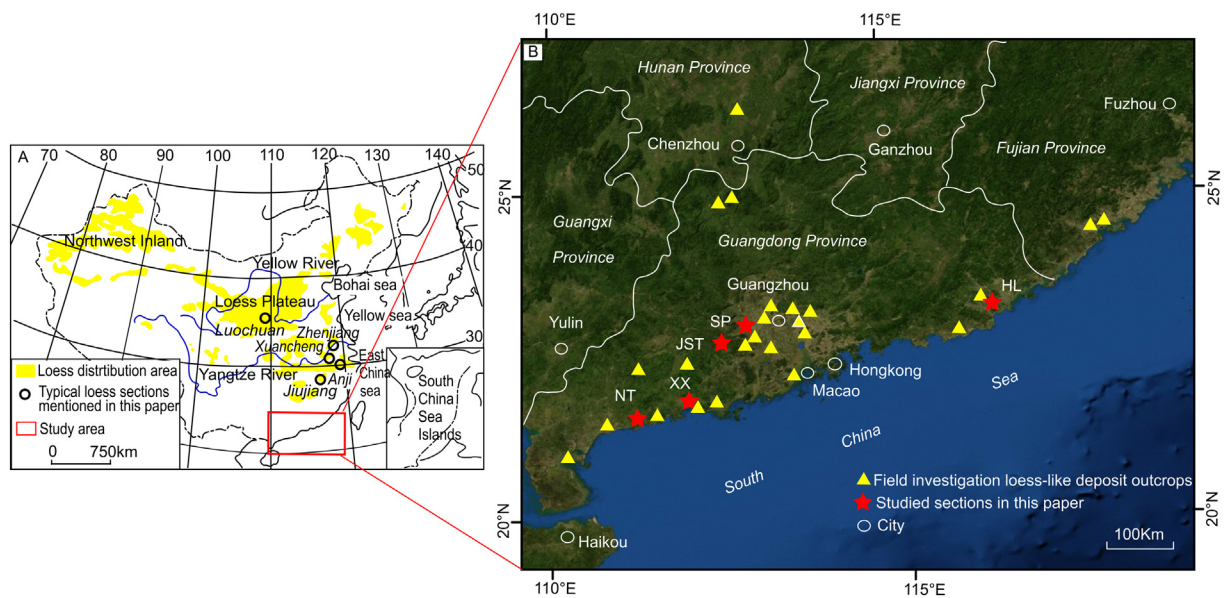 A
70
80
90
100
110
120
130
140
50
40
30
Northwest Inland
Yellow River
Bohai sea
Loess Plateau
Yellow sea
Luochuan
Zhenjiang
Xuancheng
East
China
sea
Yangtze River
Anji
Jiujiang
Loess distrtibution area
Typical loess sections
mentioned in this paper
Study area
0 750km
South
China
Sea
Islands
110°E
115°E
B
Hunan Province
Jiangxi Province
Fuzhou
Chenzhou
Ganzhou
Fujian Province
25°N
25°N
Guangxi
Province
Guangdong Province
Guangzhou
HL
SP
Yulin
JST
Hongkong
XX
Macao
NT
Sea
China
South
Field investigation loess-like deposit outcrops
Studied sections in this paper
City
20°N
20°N
100Km
Haikou
110°E
115°E